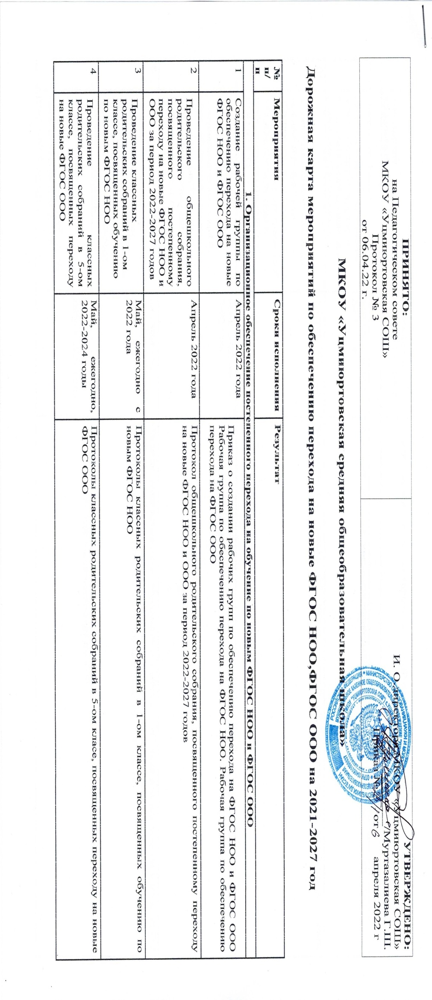 ПРИНЯТО:
на Педагогическом совете
МКОУ «Уцмиюртовская СОШ»
Протокол № 3
от 06.04.22 г.
УТВЕРЖДЕНО:
И. О директора МКОУ «Уцмиюртовская СОШ»
/Муртазалиева Г.Ш.
Приказ № от 6 апреля 2022 г
МКОУ «Уцмиюртовская средняя общеобразовательная школа»
Дорожная карта мероприятий по обеспечению перехода на новые ФГОС НОО,ФГОС ООО на 2021-2027 год
№
п/
п
Мероприятия
Сроки исполнения
Результат
1. Организационное обеспечение постепенного перехода на обучение по новым ФГОС НОО и ФГОС ООО
1
Создание рабочей группы по
обеспечению перехода на новые
ФГОС НОО и ФГОС ООО
Апрель 2022 года
Приказ о создании рабочих групп по обеспечению перехода на ФГОС НОО и ФГОС ООО
Рабочая группа по обеспечению перехода на ФГОС НОО. Рабочая группа по обеспечению
перехода на ФГОС ООО
2
Проведение общешкольного
родительского собрания,
посвященного постепенному
переходу на новые ФГОС НОО и
ООО за период 2022-2027 годов
Апрель 2022 года
Протокол общешкольного родительского собрания, посвященного постепенному переходу
на новые ФГОС НОО и ООО за период 2022-2027 годов
3
Проведение классных
родительских собраний в 1-ом
классе, посвященных обучению
по новым ФГОС НОО
Май, ежегодно с
2022 года
Протоколы классных родительских собраний в 1-ом классе, посвященных обучению по
новым ФГОС НОО
4
Проведение классных
родительских собраний в 5-ом
классе, посвященных переходу
на новые ФГОС ООО
Май, ежегодно,
2022-2024 годы
Протоколы классных родительских собраний в 5-ом классе, посвященных переходу на новые
ФГОС ООО